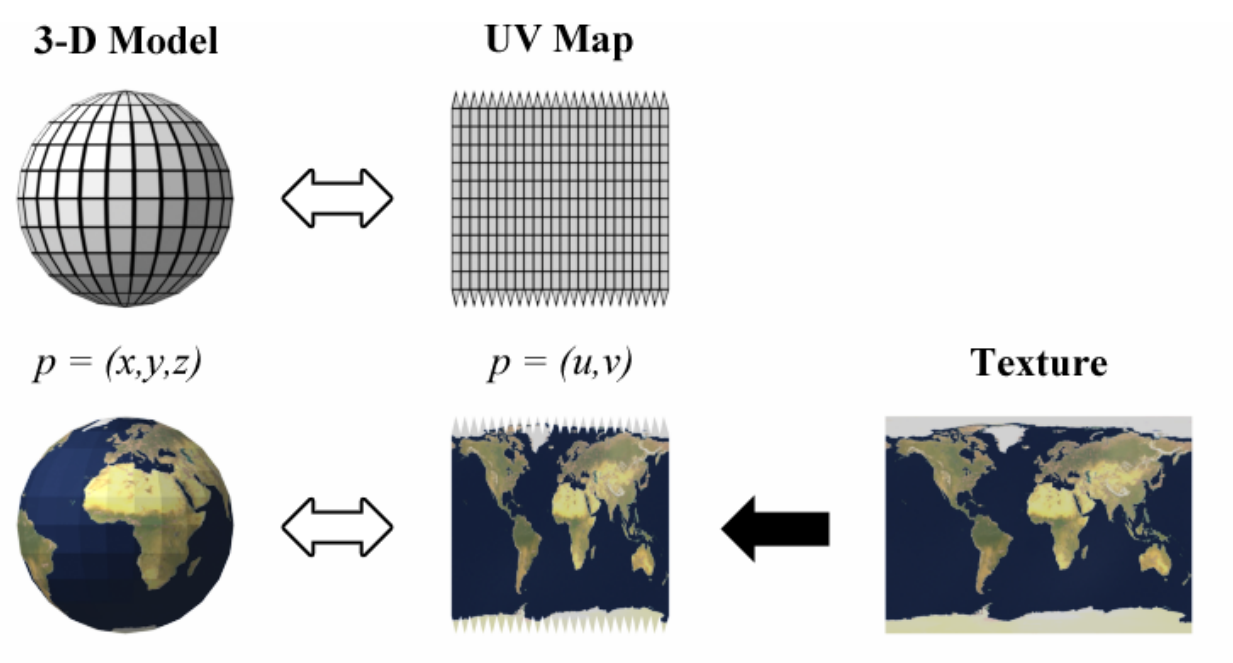 3-D Model
UV Map
p = (x,y,z)
p = (u,v)
Texture